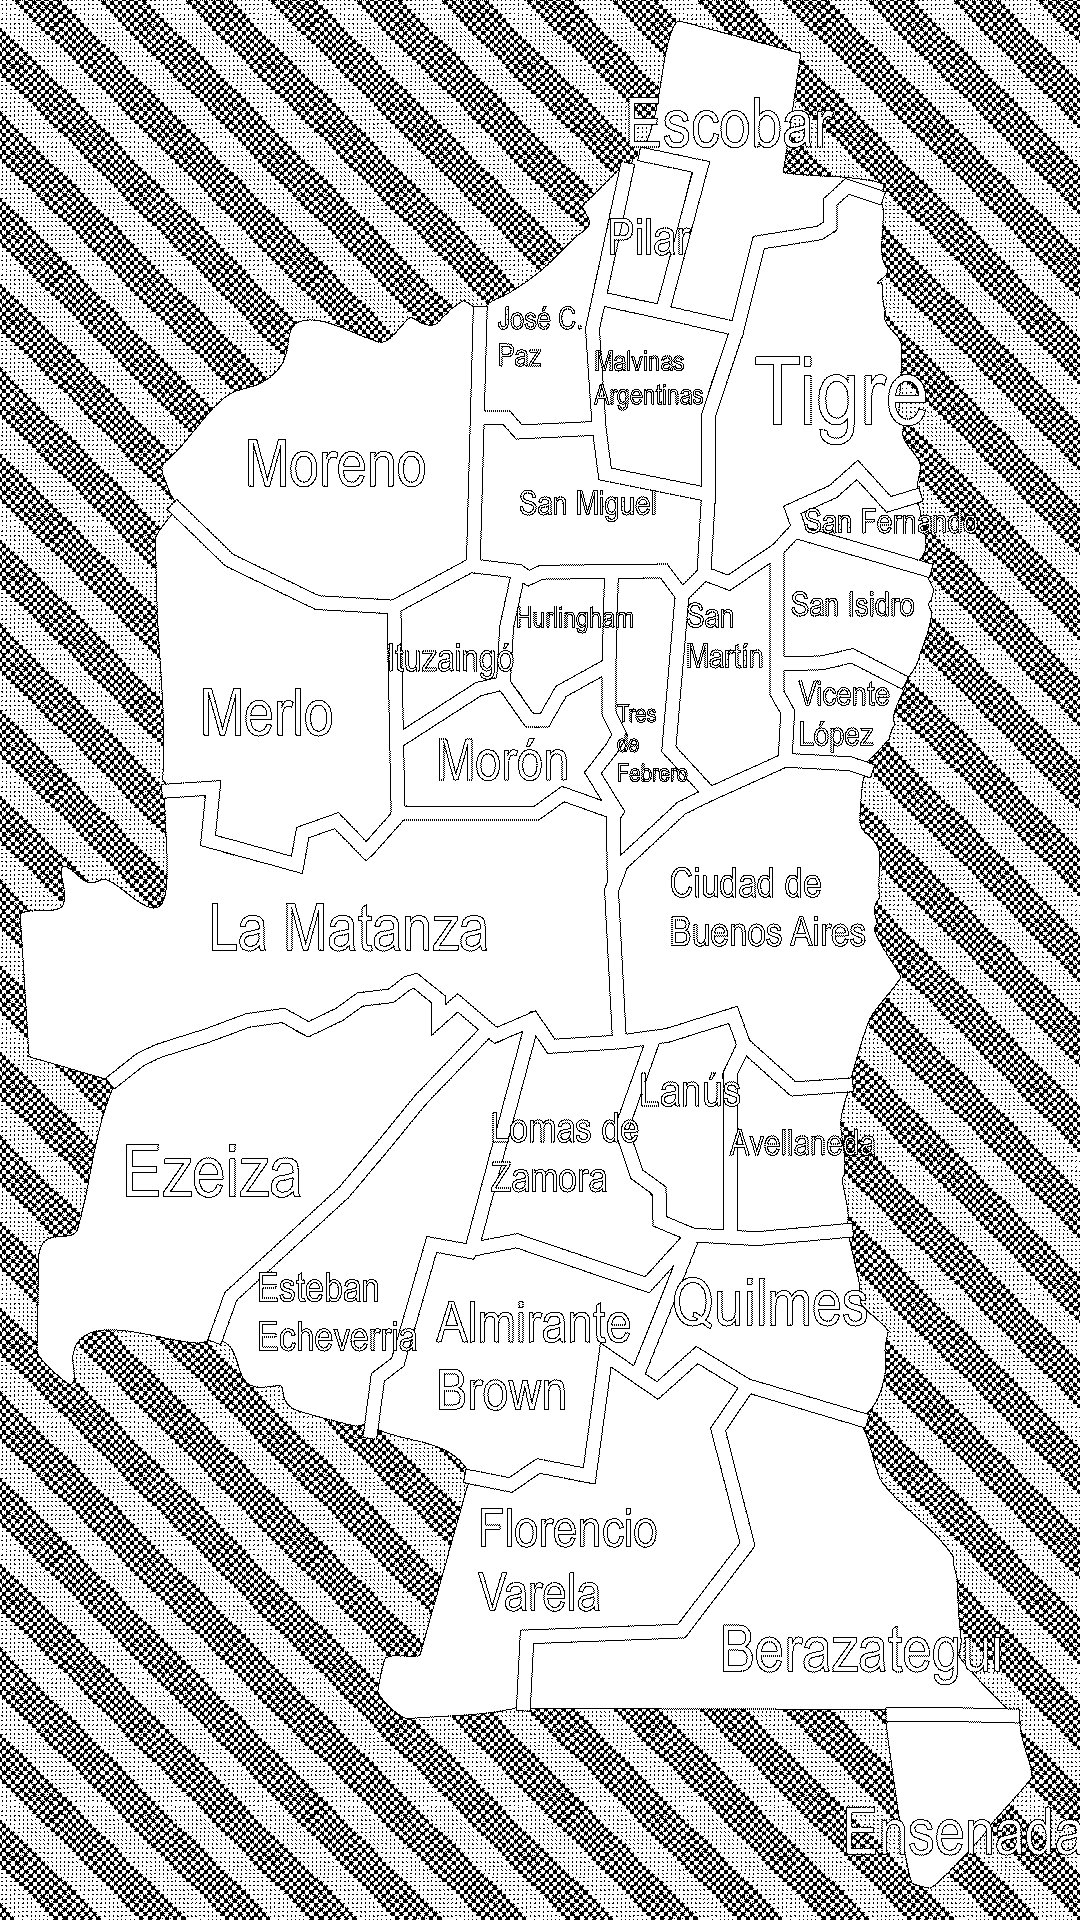 Escobar
Pilar
José C.
Paz
Malvinas
Argentinas
Tigre
Moreno
San Miguel
San Fernando
Hurlingham
San
Martín
San Isidro
Ituzaingó
Merlo
Vicente
López
Tres
de
Febrero
Morón
Ciudad de
Buenos Aires
La Matanza
Lanús
Lomas de
Zamora
Avellaneda
Ezeiza
Esteban
Echeverria
Almirante
Brown
Quilmes
Florencio
Varela
Berazategui
Ensenada